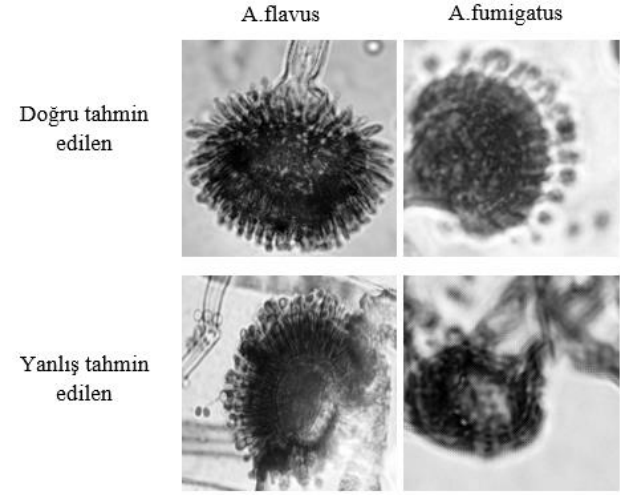 A.flavus
A.fumigatus
Doğru tahmin
edilen
Yanlış tahmin
edilen